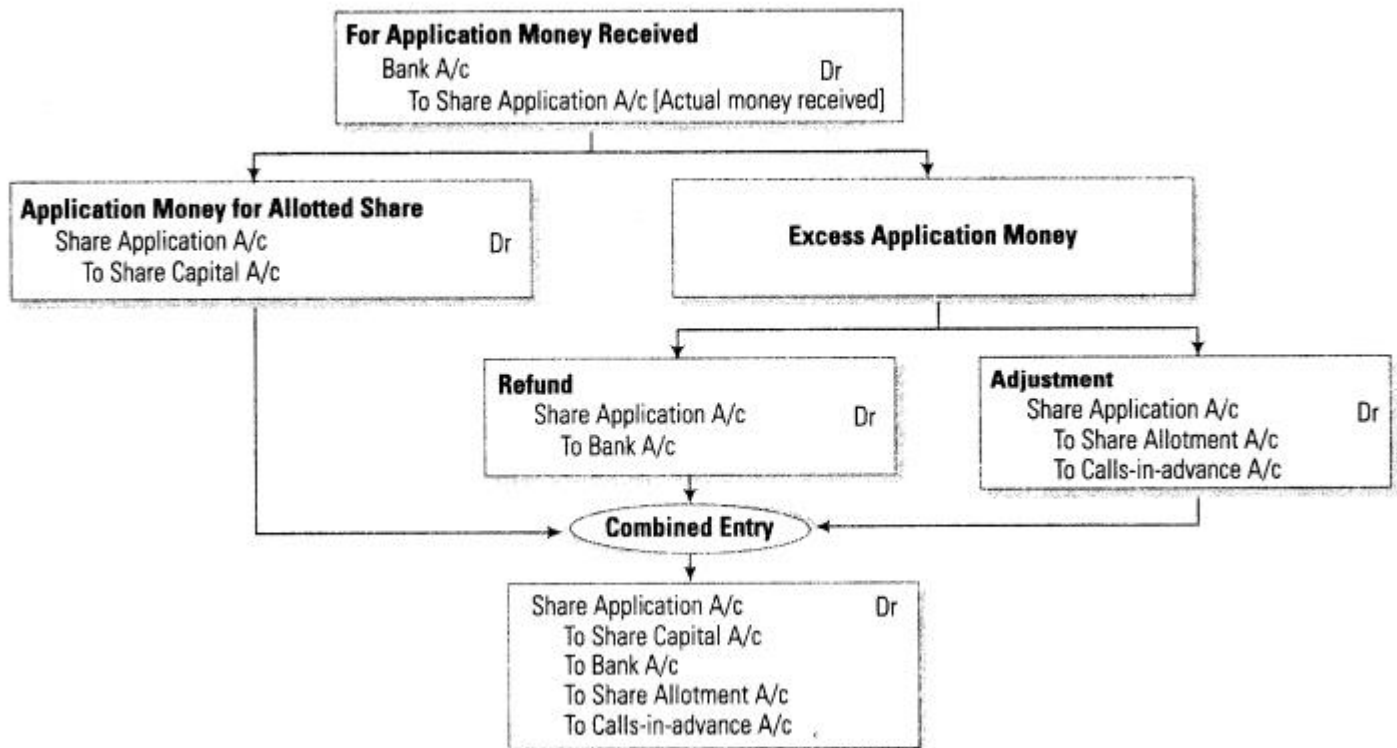 For Application Money Received
Bank A/c Dr
To Share Application A/c [Actual money received]
Application Money for Allotted Share
Share Application A/c Dr
To Share Capital A/c
Excess Application Money
Refund
Share Application A/c Dr
To Bank A/c
Adjustment
Share Application A/c Dr
To Share Allotment A/c
To Calls-in-advance A/c
Combined Entry
Share Application A/c Dr
To Share Capital A/c
To Bank A/c
To Share Allotment A/c
To Calls-in-advance A/c